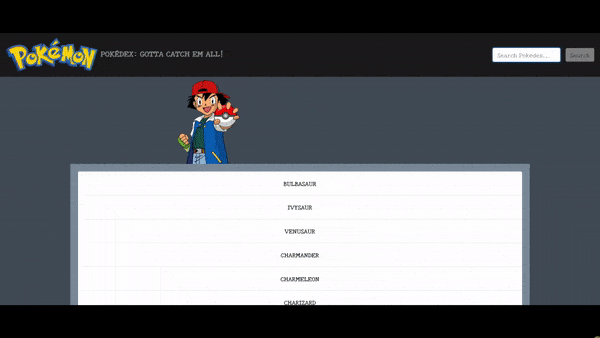 POKéMON
POKÉDEX: GOTTA CATCH EM ALL!
Search Pokedex...
Search
BULBASAUR
IVYSAUR
VENUSAUR
CHARMANDER
CHARMELEON
CHARIZARD